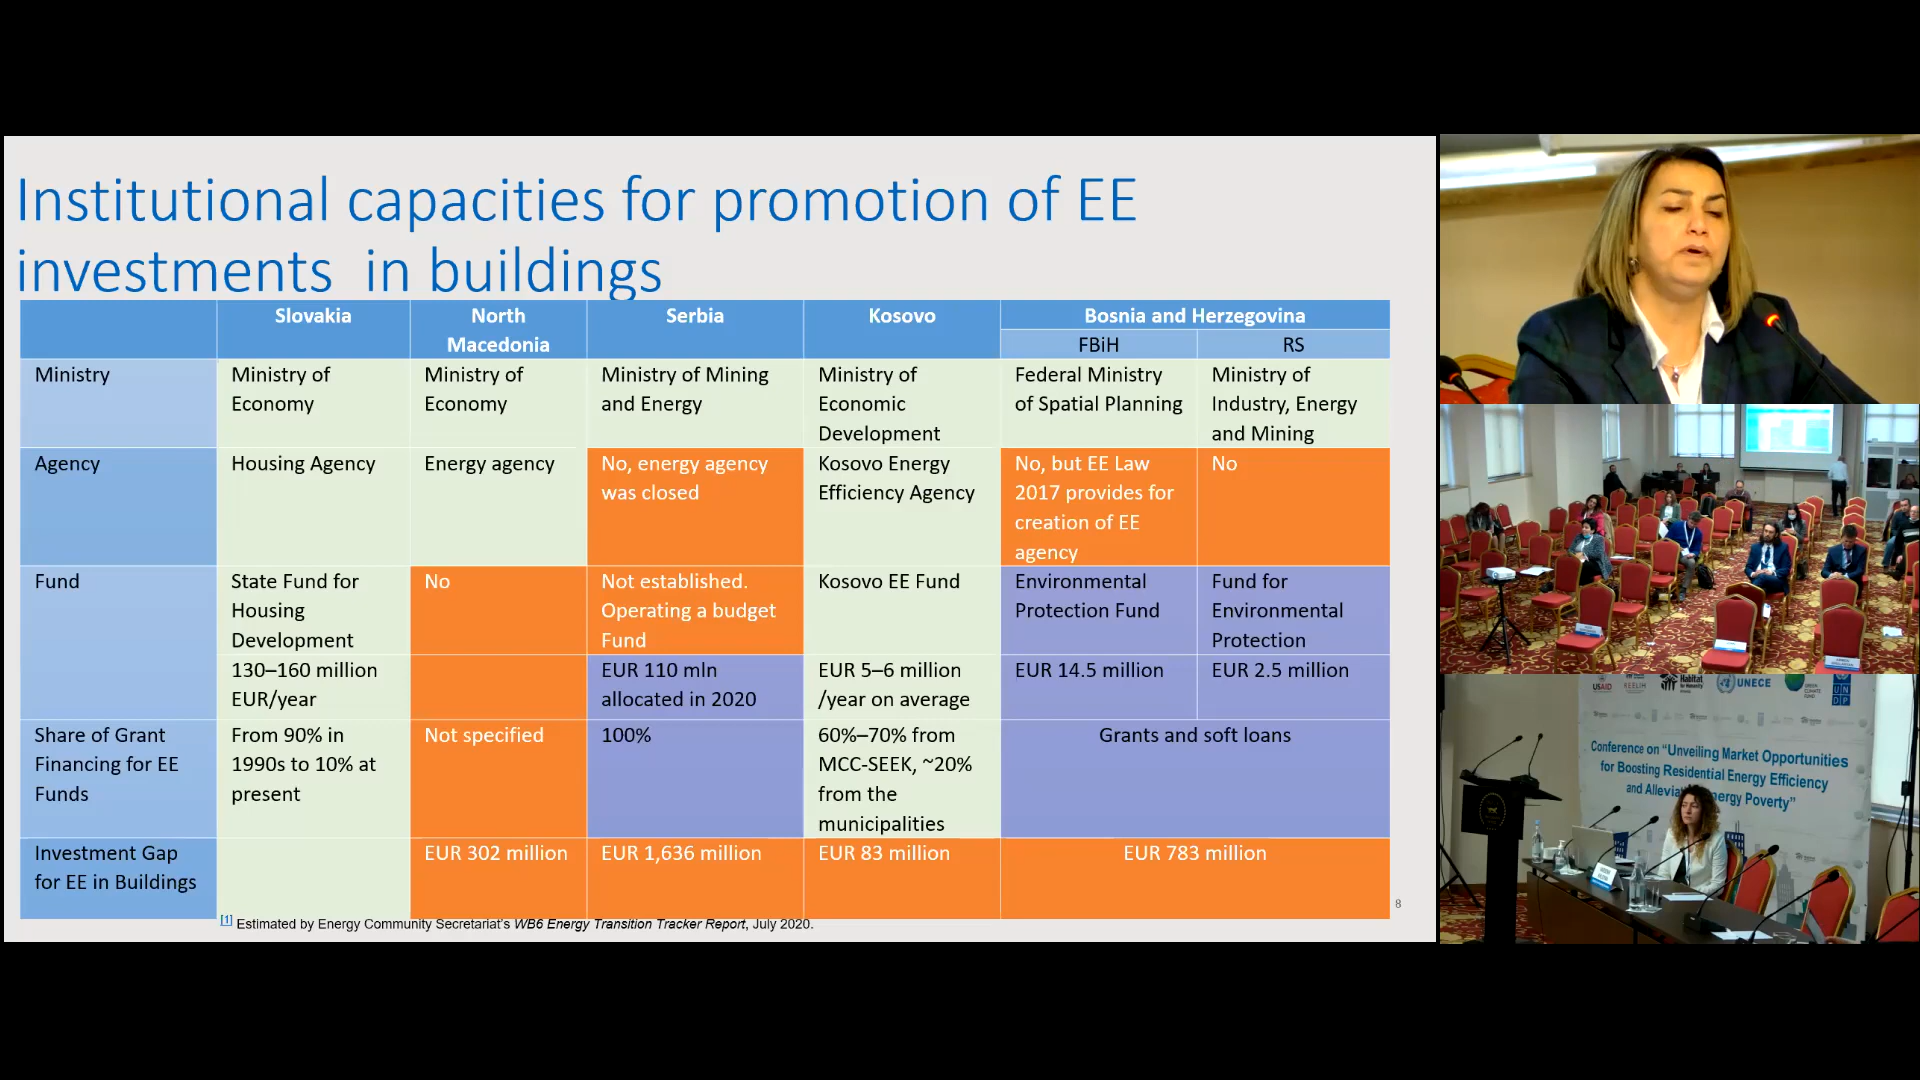 Institutional capacities for promotion of EE
investments in buildings
Slovakia
North
Macedonia
Serbia
Kosovo
Bosnia and Herzegovina
FBiH
RS
Ministry
Ministry of
Economy
Ministry of
Economy
Ministry of Mining
and Energy
Ministry of
Economic
Development
Federal Ministry
of Spatial Planning
Ministry of
Industry, Energy
and Mining
Agency
Housing Agency
Energy agency
No, energy agency
was closed
Kosovo Energy
Efficiency Agency
No, but EE Law
2017 provides for
creation of EE
agency
No
Fund
State Fund for
Housing
Development
No
Not established.
Operating a budget
Fund
Kosovo EE Fund
Environmental
Protection Fund
Fund for
Environmental
Protection
130–160 million
EUR/year
EUR 110 mln
allocated in 2020
EUR 5–6 million
/year on average
EUR 14.5 million
EUR 2.5 million
Share of Grant
Financing for EE
Funds
From 90% in
1990s to 10% at
present
Not specified
100%
60%–70% from
MCC-SEEK, ~20%
from the
municipalities
Grants and soft loans
Investment Gap
for EE in Buildings
EUR 302 million
EUR 1,636 million
EUR 83 million
EUR 783 million
[1] Estimated by Energy Community Secretariat's WB6 Energy Transition Tracker Report, July 2020.
8
USAID
Habitat
for Humanity
UNECE
UN
DP
Conference on "Unveiling Market Opportunities
for Boosting Residential Energy Efficiency
and Energy Poverty"